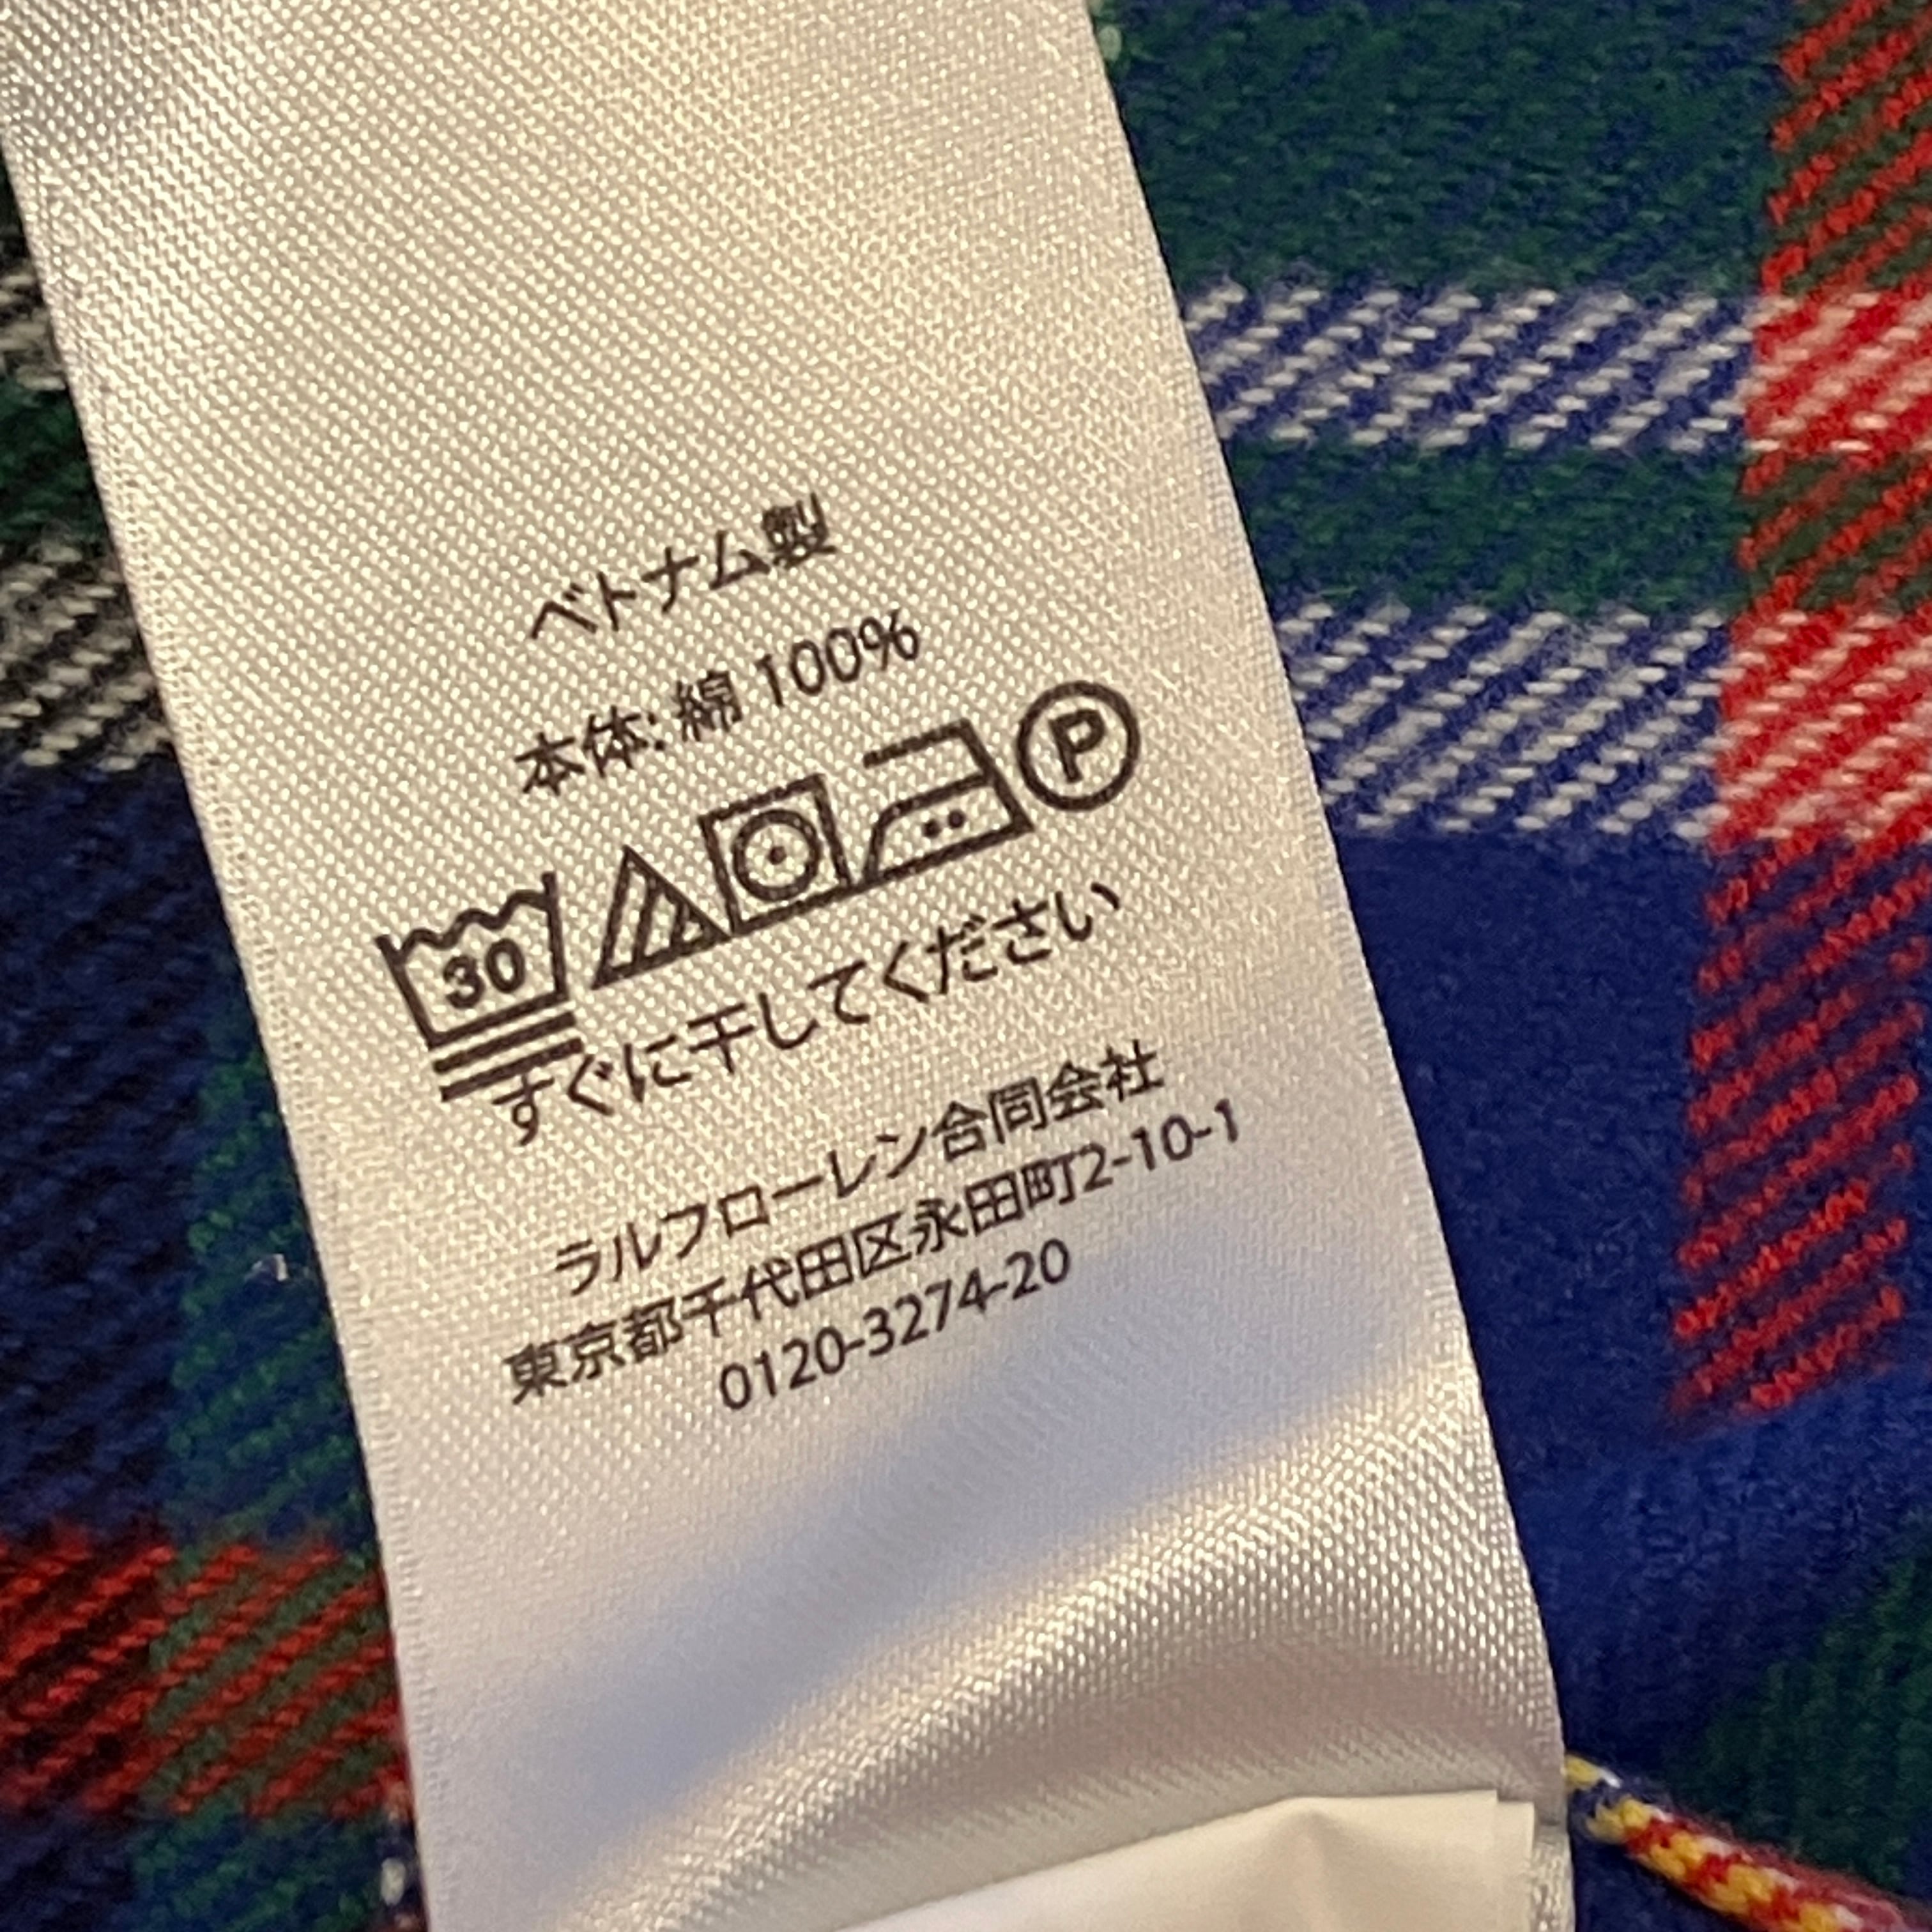 ベトナム製
本体: 綿 100%
30 P
すぐに干してください
ラルフローレン合同会社
東京都千代田区永田町2-10-1
0120-3274-20